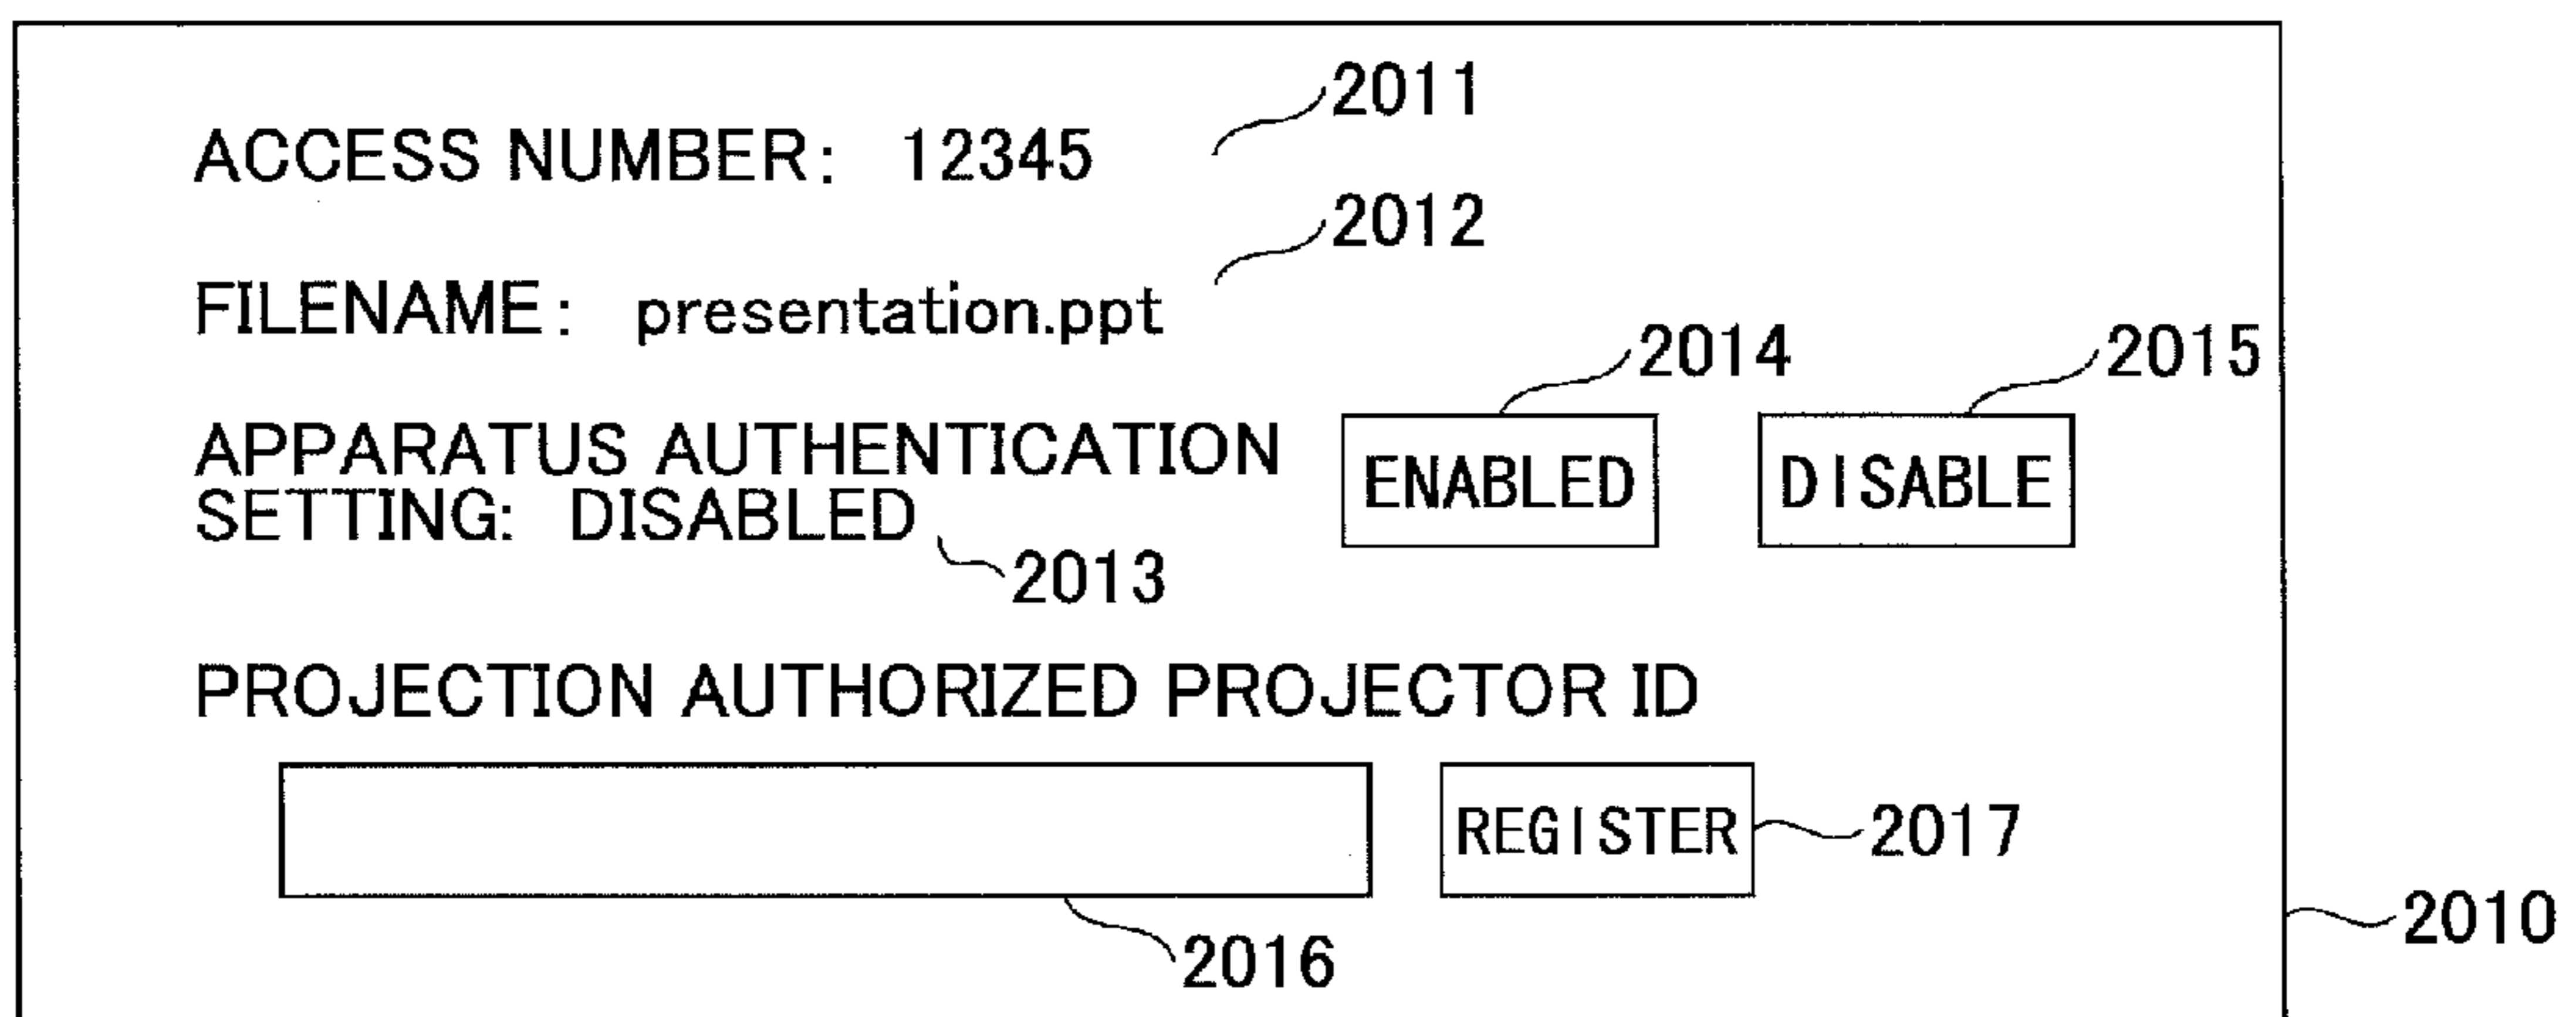 2011
ACCESS NUMBER: 12345
2012
FILENAME: presentation.ppt
2014 2015
APPARATUS AUTHENTICATION
SETTING: DISABLED
ENABLED DISABLE
2013
PROJECTION AUTHORIZED PROJECTOR ID
REGISTER 2017
2010
2016